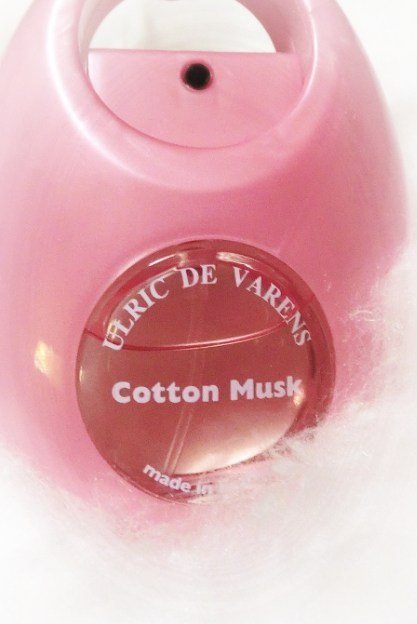 ULRIC DE VARENS
Cotton Musk
made in